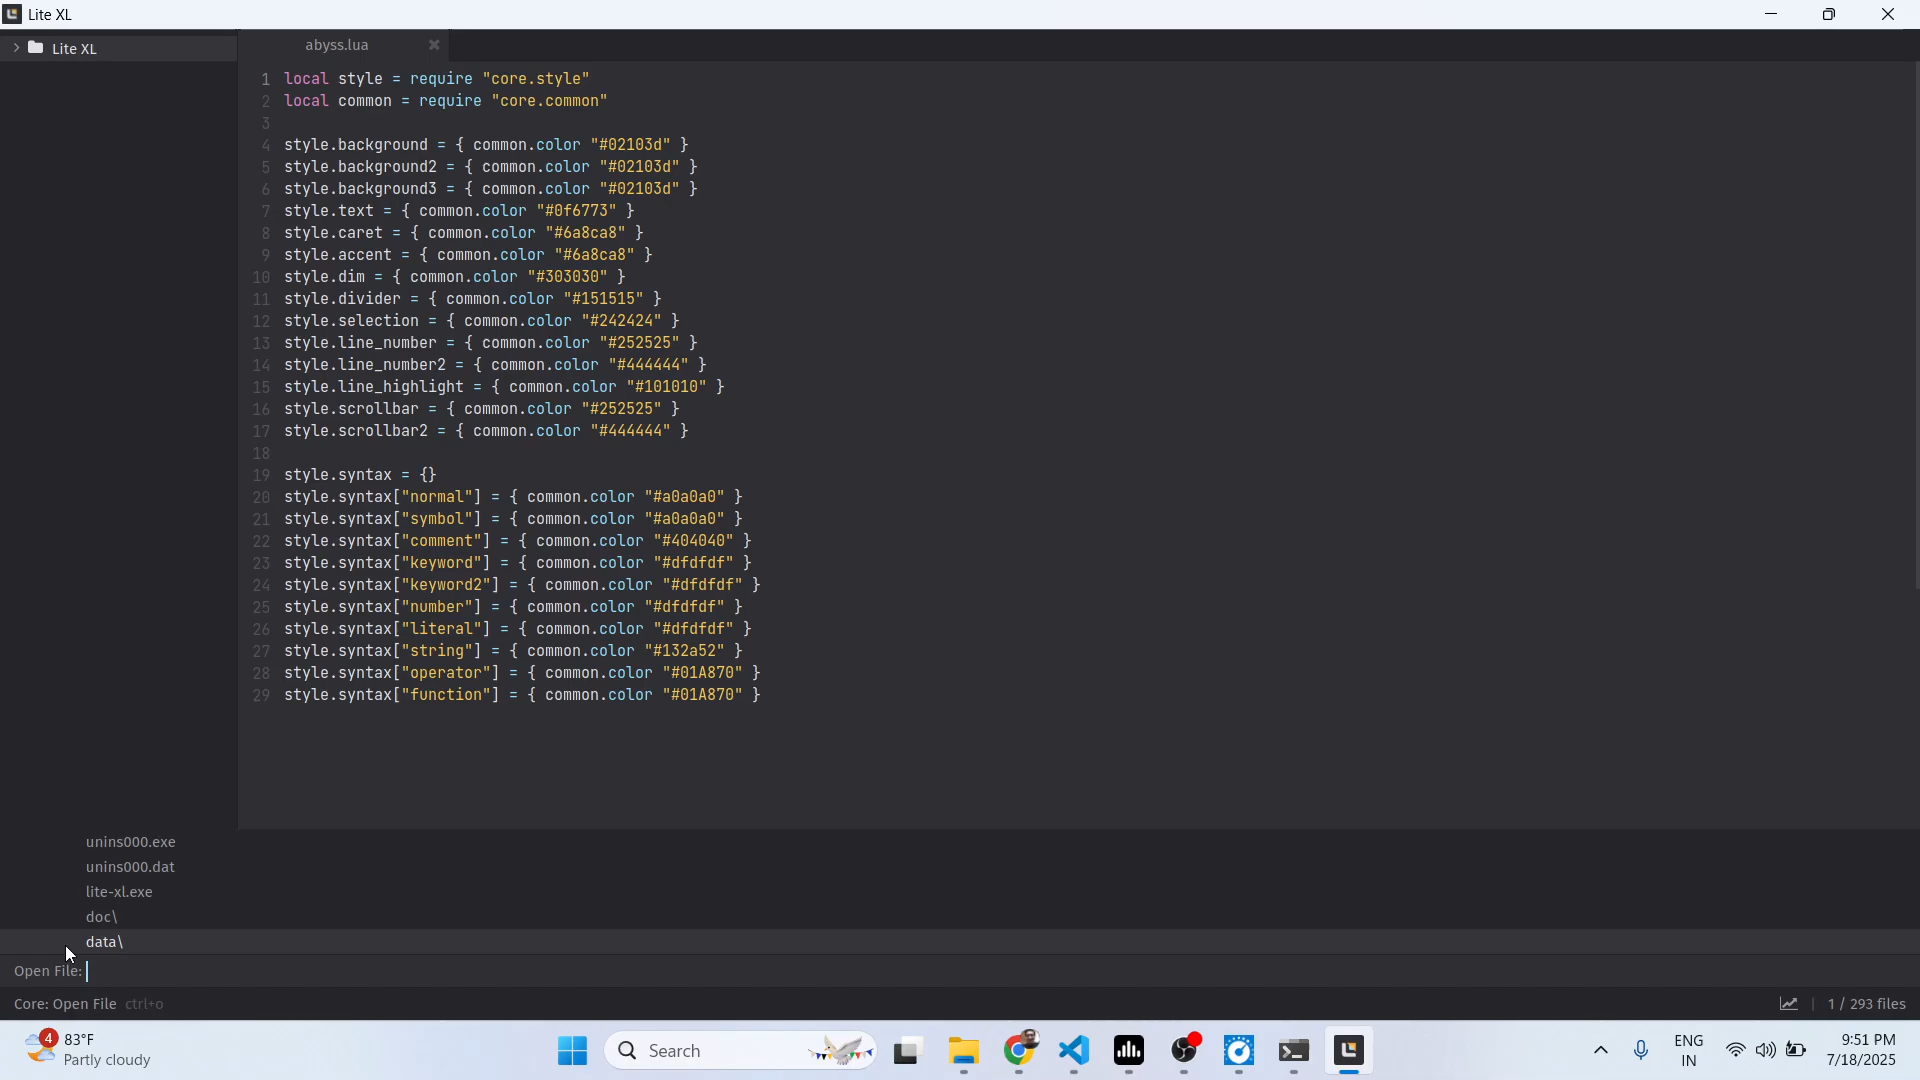 Lite XL
Lite XL
abyss.lua
1 local style = require "core.style"
2 local common = require "core.common"
3
4 style.background = { common.color "#02103d" }
5 style.background2 = { common.color "#02103d" }
6 style.background3 = { common.color "#02103d" }
7 style.text = { common.color "#0f6773" }
8 style.caret = { common.color "#6a8ca8" }
9 style.accent = { common.color "#6a8ca8" }
10 style.dim = { common.color "#303030" }
11 style.divider = { common.color "#151515" }
12 style.selection = { common.color "#242424" }
13 style.line_number = { common.color "#252525" }
14 style.line_number2 = { common.color "#444444" }
15 style.line_highlight = { common.color "#101010" }
16 style.scrollbar = { common.color "#252525" }
17 style.scrollbar2 = { common.color "#444444" }
18
19 style.syntax = {}
20 style.syntax["normal"] = { common.color "#a0a0a0" }
21 style.syntax["symbol"] = { common.color "#a0a0a0" }
22 style.syntax["comment"] = { common.color "#404040" }
23 style.syntax["keyword"] = { common.color "#dfdfdf" }
24 style.syntax["keyword2"] = { common.color "#dfdfdf" }
25 style.syntax["number"] = { common.color "#dfdfdf" }
26 style.syntax["literal"] = { common.color "#dfdfdf" }
27 style.syntax["string"] = { common.color "#132a52" }
28 style.syntax["operator"] = { common.color "#01A870" }
29 style.syntax["function"] = { common.color "#01A870" }
unins000.exe
unins000.dat
lite-xl.exe
doc\
data\
Open File:
Core: Open File ctrl+o
1 / 293 files
4
83°F
Partly cloudy
Search
ENG
IN
9:51 PM
7/18/2025